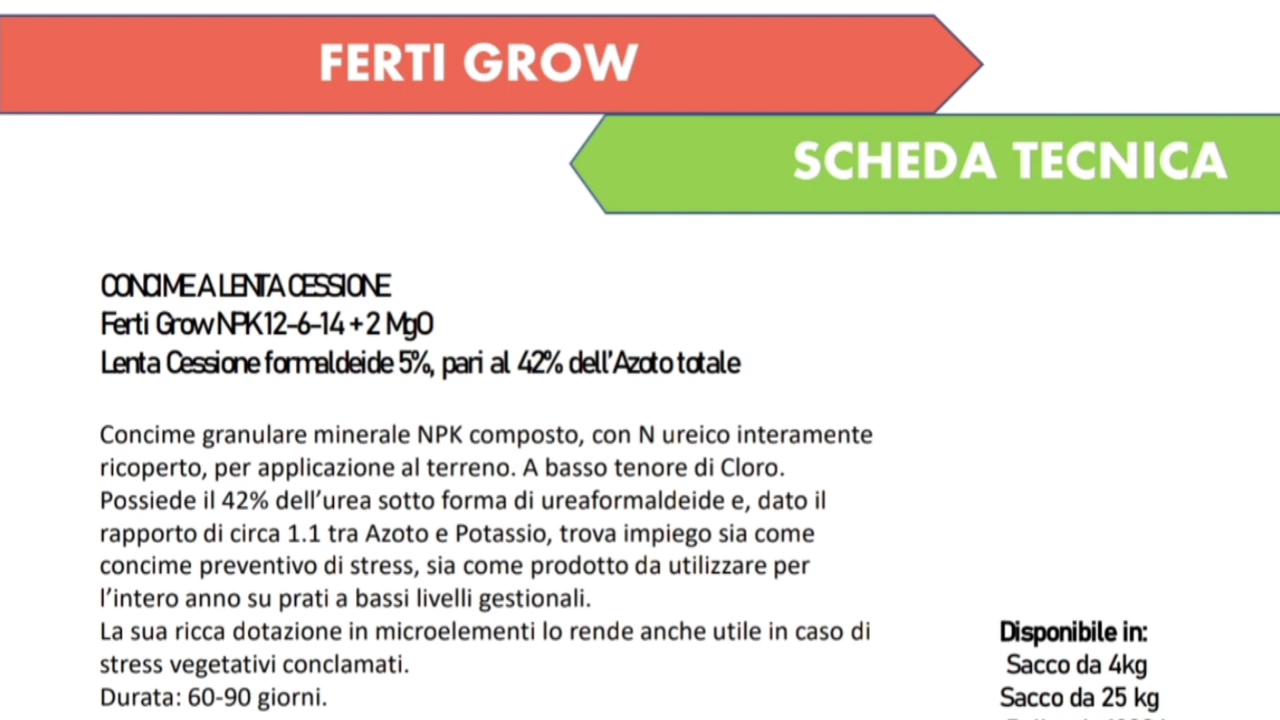 FERTI GROW
SCHEDA TECNICA
CONCIME A LENTA CESSIONE
Ferti Grow NPK 12-6-14 + 2 MgO
Lenta Cessione formaldeide 5%, pari al 42% dell'Azoto totale
Concime granulare minerale NPK composto, con N ureico interamente
ricoperto, per applicazione al terreno. A basso tenore di Cloro.
Possiede il 42% dell'urea sotto forma di ureaformaldeide e, dato il
rapporto di circa 1.1 tra Azoto e Potassio, trova impiego sia come
concime preventivo di stress, sia come prodotto da utilizzare per
l'intero anno su prati a bassi livelli gestionali.
La sua ricca dotazione in microelementi lo rende anche utile in caso di
stress vegetativi conclamati.
Durata: 60-90 giorni.
Disponibile in:
Sacco da 4kg
Sacco da 25 kg